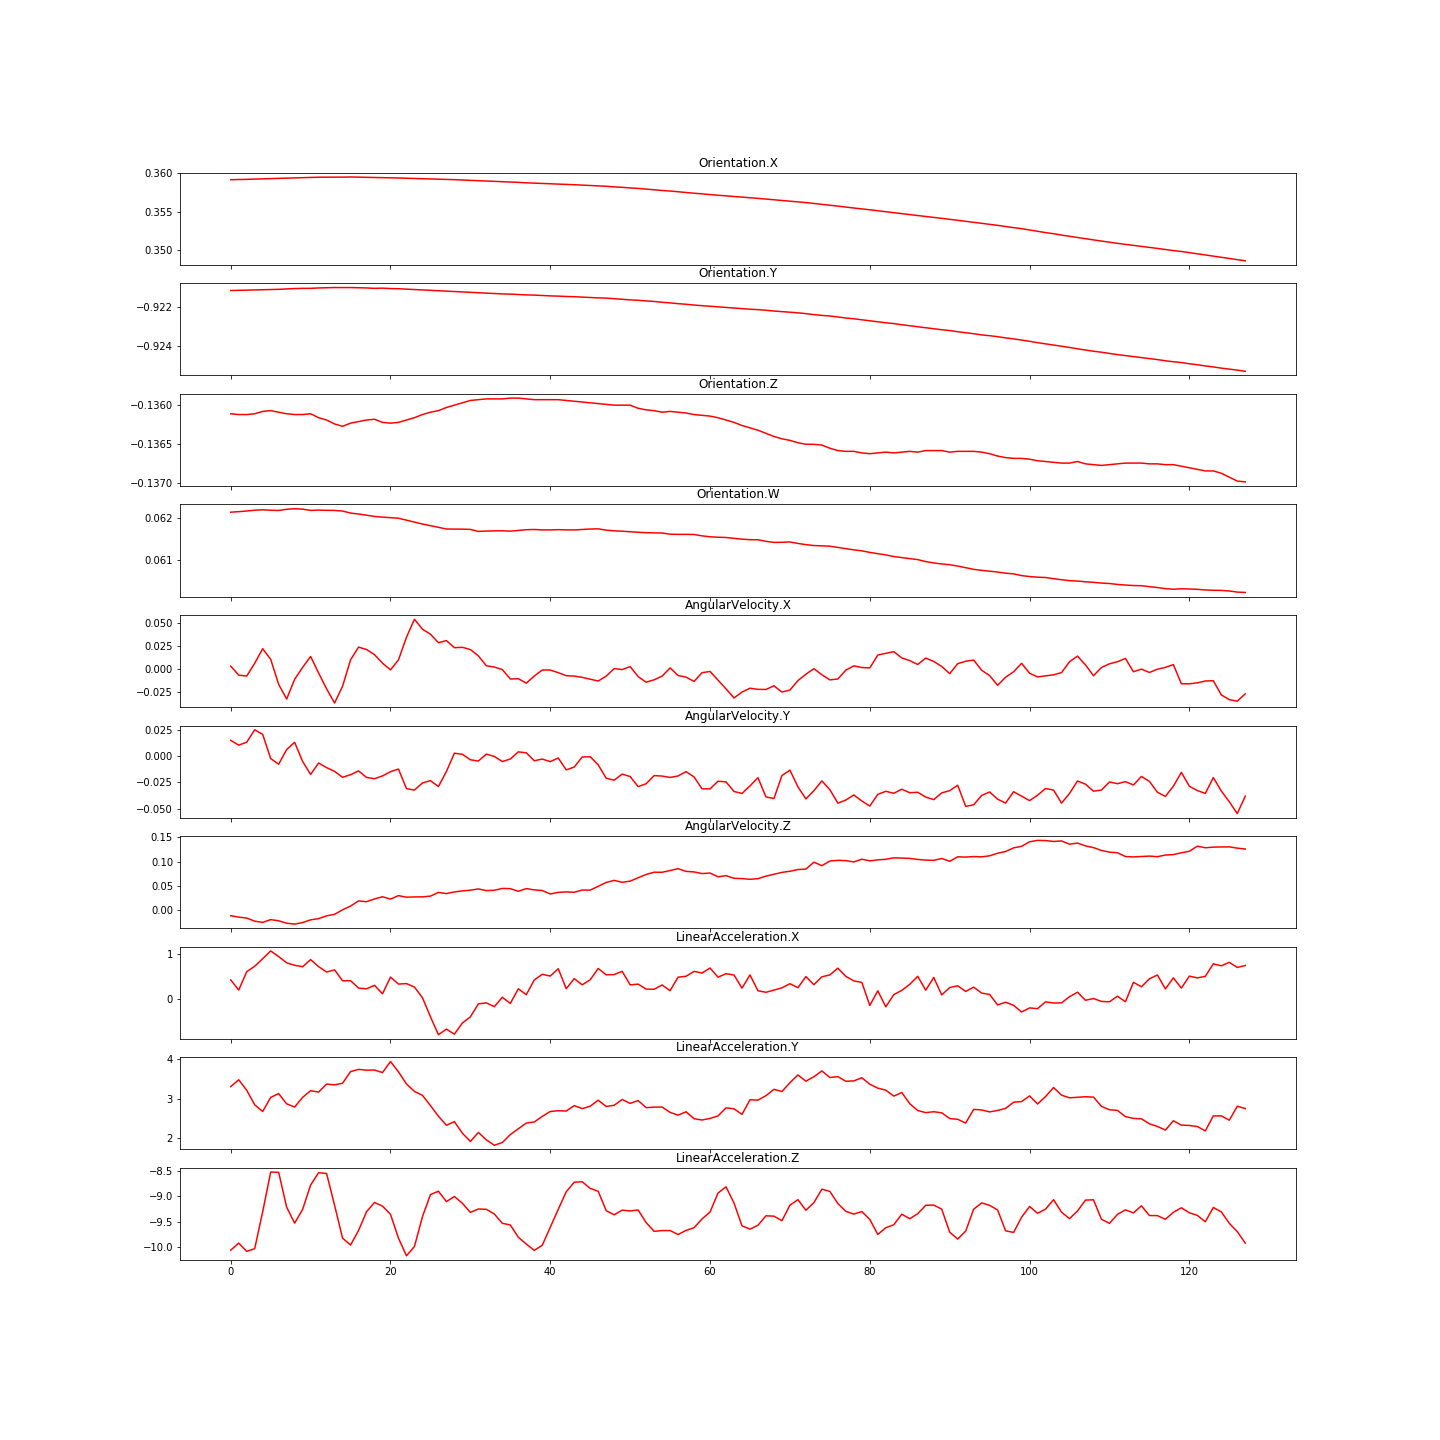 Orientation.X
0.360
0.355
0.350
Orientation.Y
−0.922
−0.924
Orientation.Z
−0.1360
−0.1365
−0.1370
Orientation.W
0.062
0.061
AngularVelocity.X
0.050
0.025
0.000
−0.025
AngularVelocity.Y
0.025
0.000
−0.025
−0.050
AngularVelocity.Z
0.15
0.10
0.05
0.00
LinearAcceleration.X
1
0
LinearAcceleration.Y
4
3
2
LinearAcceleration.Z
−8.5
−9.0
−9.5
−10.0
0 20 40 60 80 100 120